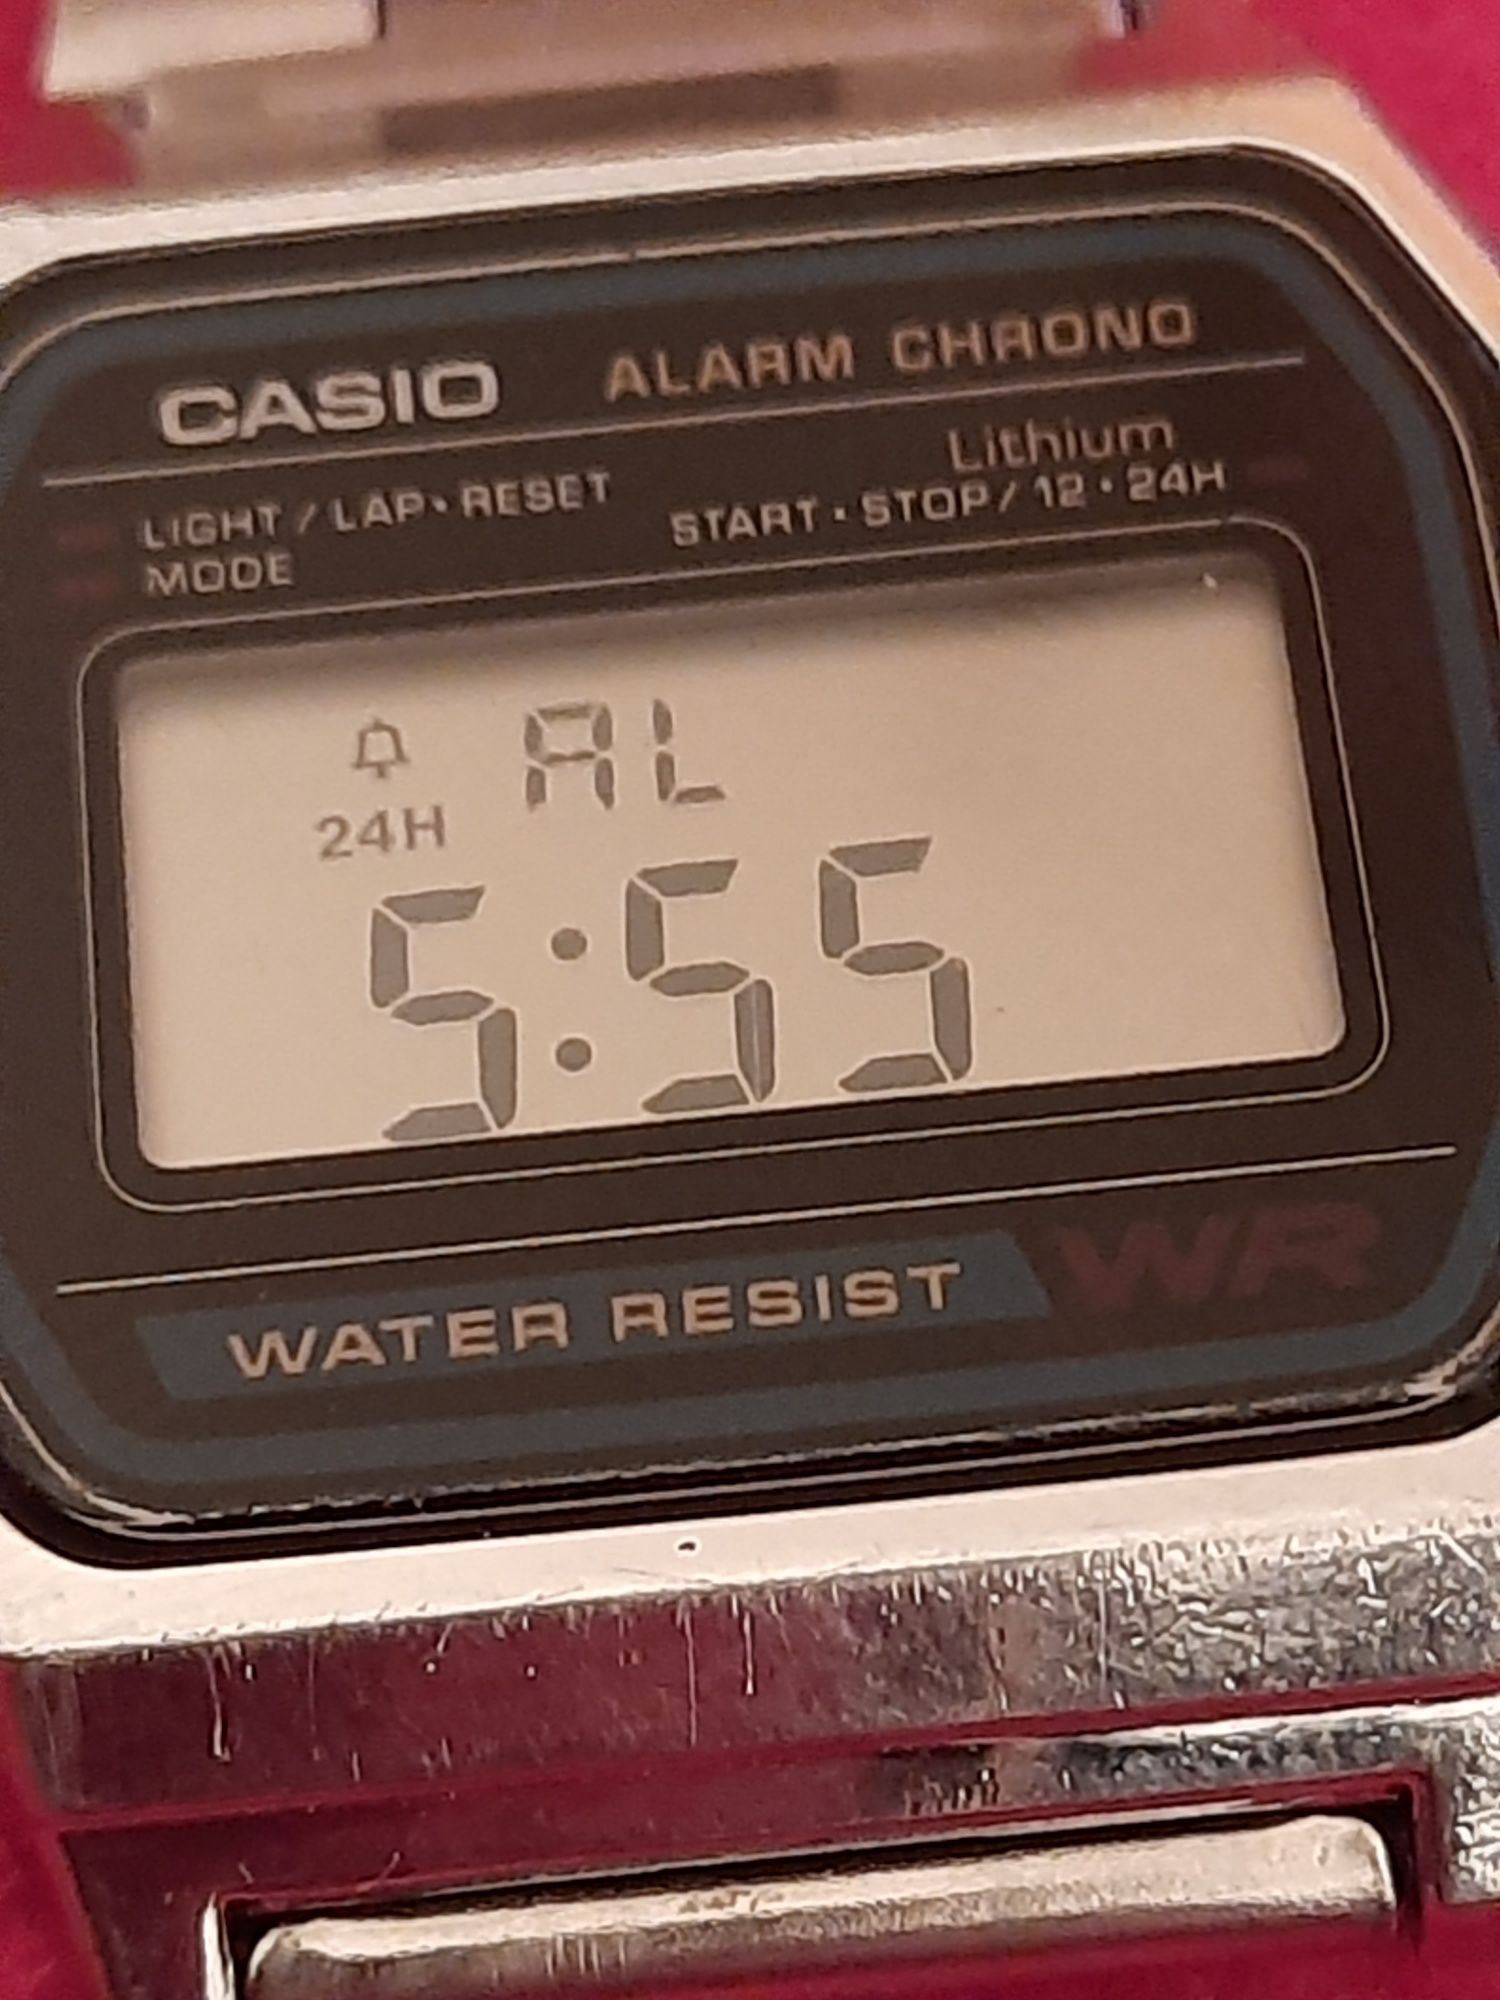 CASIO ALARM CHRONO
Lithium
LIGHT / LAP • RESET START • STOP / 12 • 24H
MODE
AL
24H
5:55
WATER RESIST WR